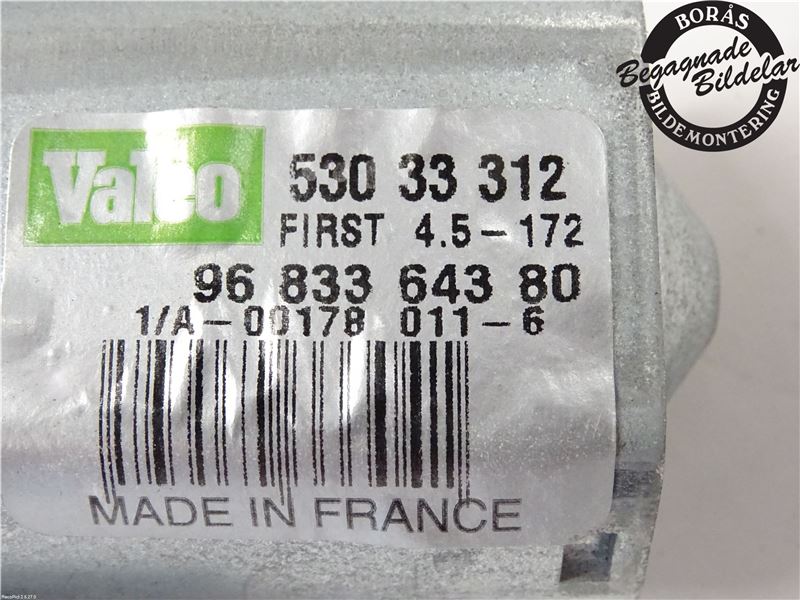 BORÅS
Begagnade
Bildelar
BILDEMONTERING
Valeo
530 33 312
FIRST 4.5-172
96 833 643 80
1/A-00178 011-6
MADE IN FRANCE